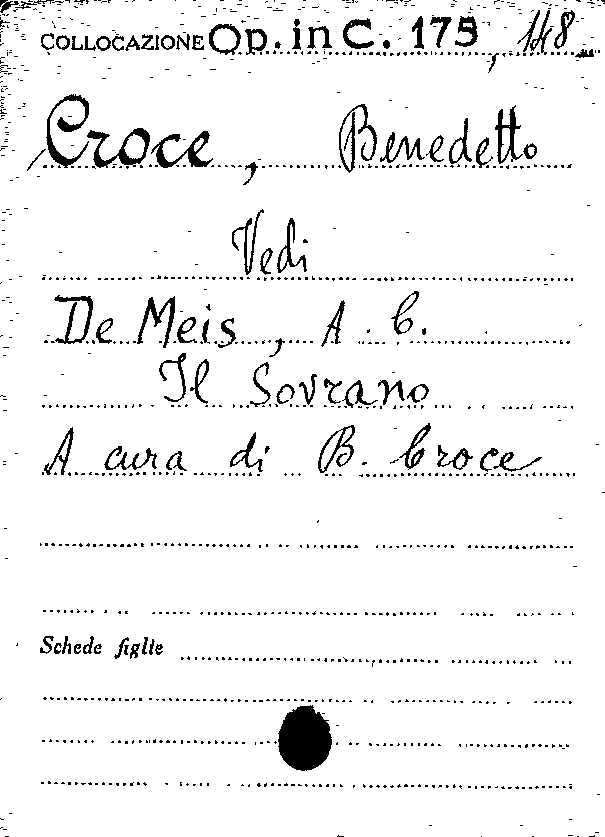 COLLOCAZIONE Op. in C. 175, 148
Croce, Benedetto
Vedi
De Meis, A. C.
Il Sovrano
A cura di B. Croce
Schede figlie